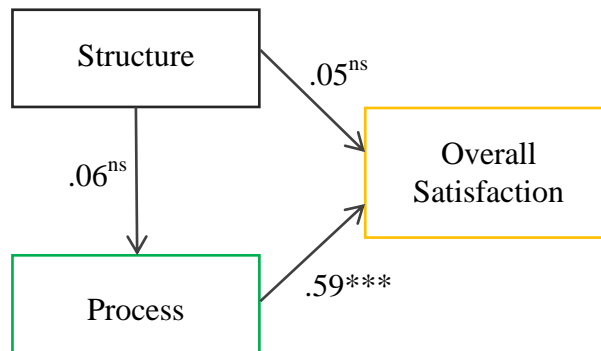 Structure
.05ns
Overall
Satisfaction
.06ns
.59***
Process